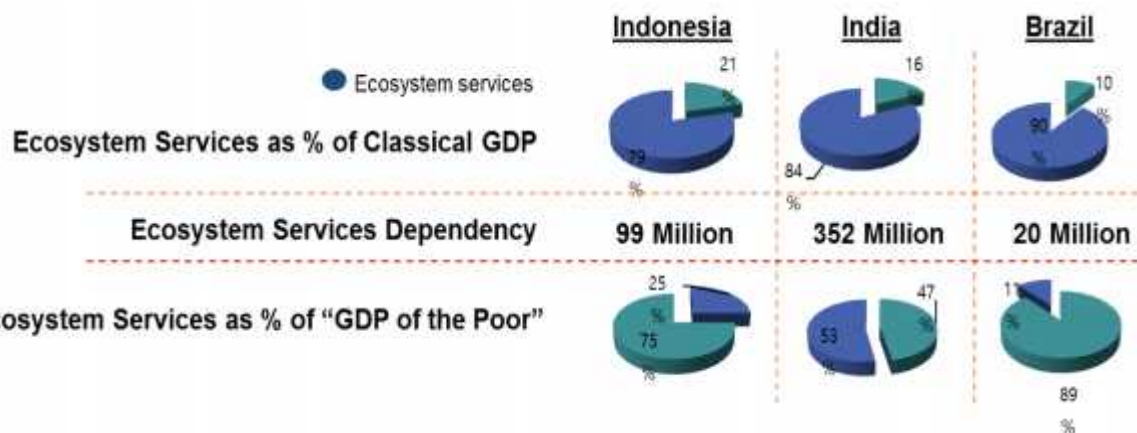 Indonesia India Brazil
21 % 16 % 10 %
Ecosystem services
Ecosystem Services as % of Classical GDP
79 % 84 % 90 %
Ecosystem Services Dependency 99 Million 352 Million 20 Million
25 % 47 % 11 %
cosystem Services as % of “GDP of the Poor”
75 % 53 % 89 %